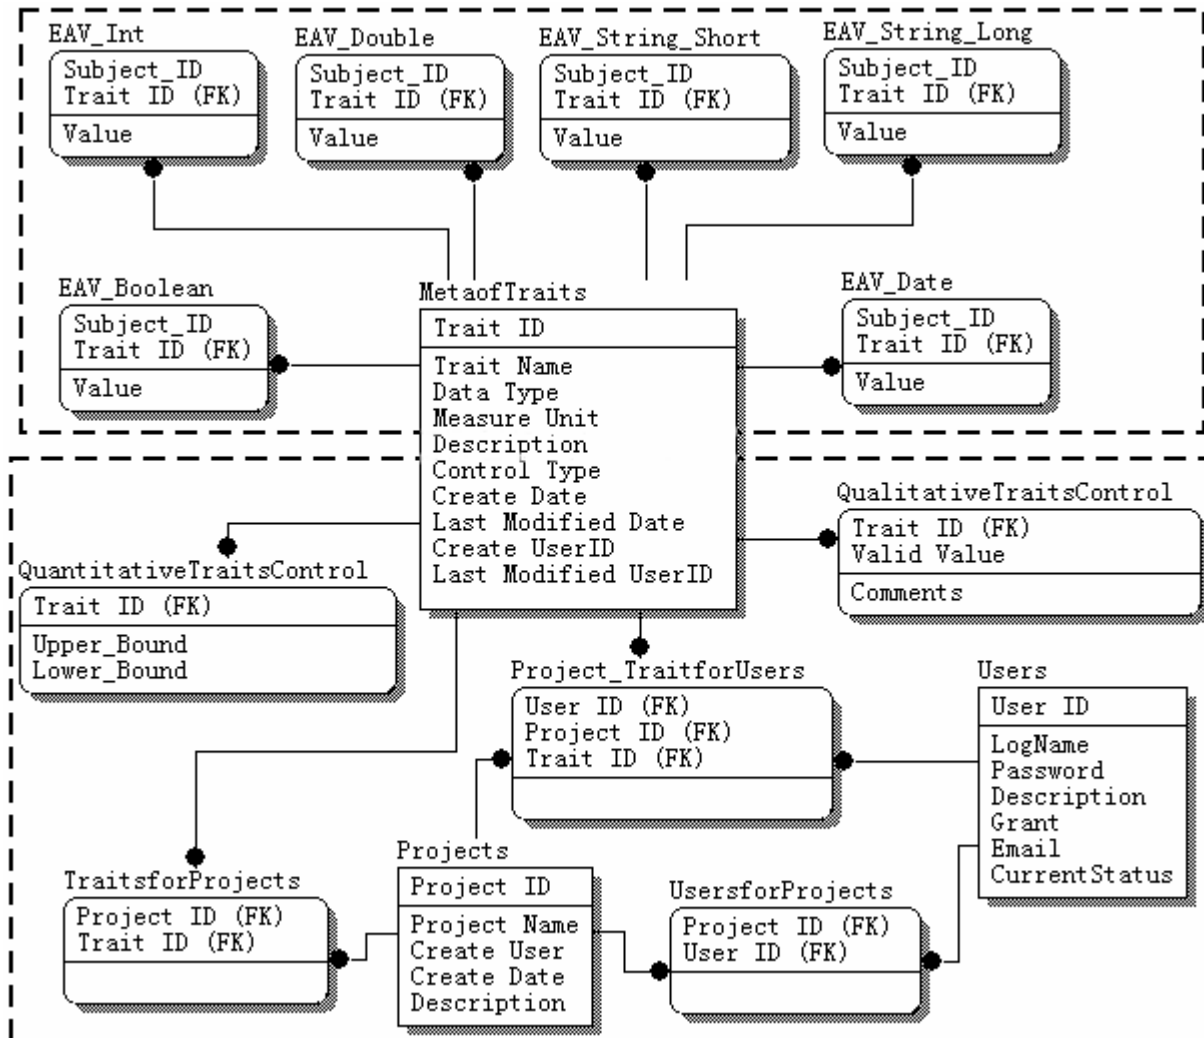 EAV_Int
Subject_ID
Trait ID (FK)
Value
EAV_Double
Subject_ID
Trait ID (FK)
Value
EAV_String_Short
Subject_ID
Trait ID (FK)
Value
EAV_String_Long
Subject_ID
Trait ID (FK)
Value
EAV_Boolean
Subject_ID
Trait ID (FK)
Value
MetaofTraits
Trait ID
Trait Name
Data Type
Measure Unit
Description
Control Type
Create Date
Last Modified Date
Create UserID
Last Modified UserID
EAV_Date
Subject_ID
Trait ID (FK)
Value
QuantitativeTraitsControl
Trait ID (FK)
Upper_Bound
Lower_Bound
QualitativeTraitsControl
Trait ID (FK)
Valid Value
Comments
Project_TraitforUsers
User ID (FK)
Project ID (FK)
Trait ID (FK)
Users
User ID
LogName
Password
Description
Grant
Email
CurrentStatus
TraitsforProjects
Project ID (FK)
Trait ID (FK)
Projects
Project ID
Project Name
Create User
Create Date
Description
UsersforProjects
Project ID (FK)
User ID (FK)